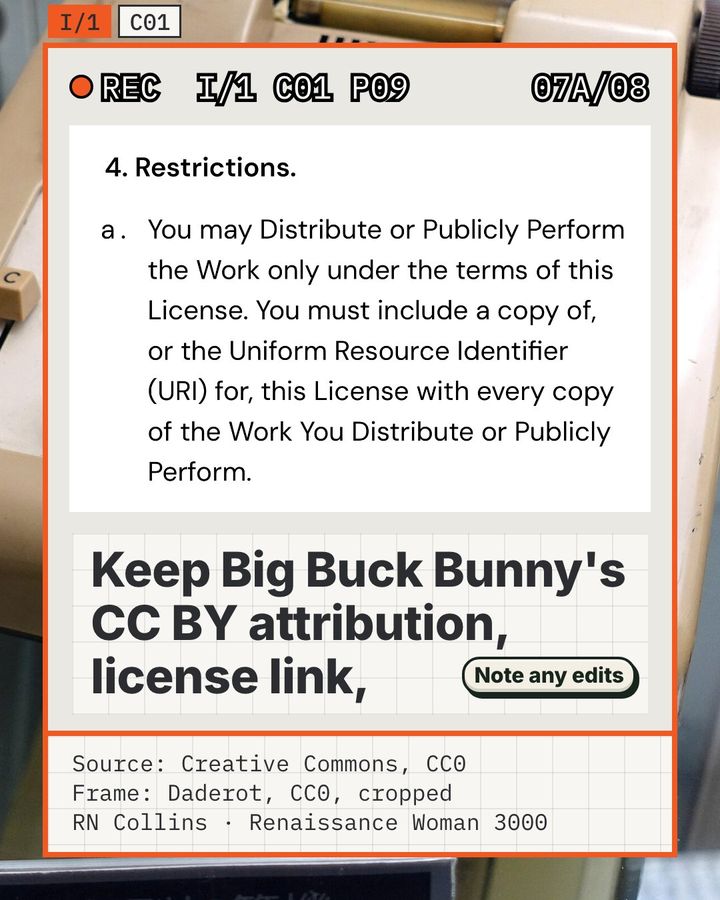 I/1 C01
REC I/1 C01 P09 07A/08
4. Restrictions.
a. You may Distribute or Publicly Perform
the Work only under the terms of this
License. You must include a copy of,
or the Uniform Resource Identifier
(URI) for, this License with every copy
of the Work You Distribute or Publicly
Perform.
Keep Big Buck Bunny's
CC BY attribution,
license link,
Note any edits
Source: Creative Commons, CC0
Frame: Daderot, CC0, cropped
RN Collins · Renaissance Woman 3000
C